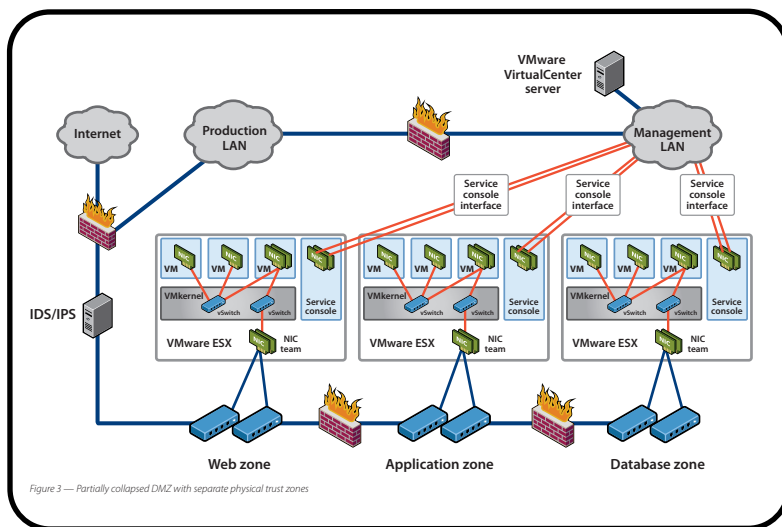 VMware
VirtualCenter
server
Internet
Production
LAN
Management
LAN
Service
console
interface
Service
console
interface
Service
console
interface
NIC
NIC
NIC
NIC
VM
VM
VM
VMkernel
vSwitch
vSwitch
Service
console
VMware ESX
NIC
NIC
team
NIC
NIC
NIC
NIC
VM
VM
VM
VMkernel
vSwitch
vSwitch
Service
console
VMware ESX
NIC
NIC
team
NIC
NIC
NIC
NIC
VM
VM
VM
VMkernel
vSwitch
vSwitch
Service
console
VMware ESX
NIC
NIC
team
IDS/IPS
Web zone
Application zone
Database zone
Figure 3 — Partially collapsed DMZ with separate physical trust zones